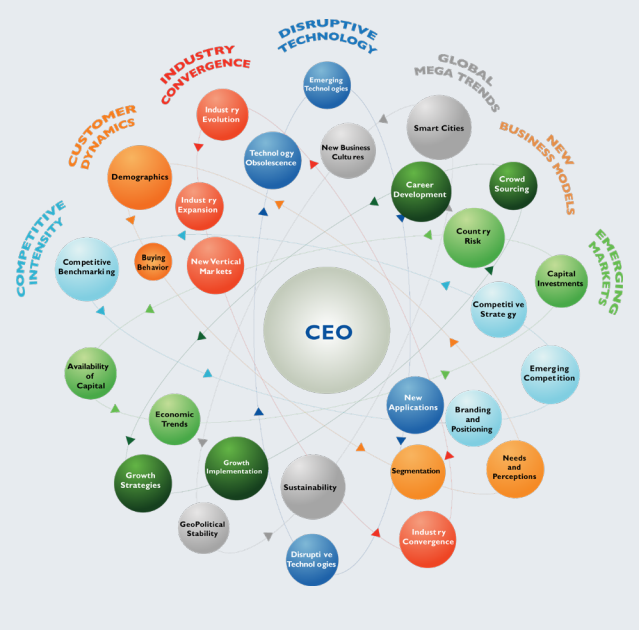 DISRUPTIVE
TECHNOLOGY
INDUSTRY
CONVERGENCE
GLOBAL
MEGA TRENDS
CUSTOMER
DYNAMICS
NEW
BUSINESS MODELS
COMPETITIVE
INTENSITY
EMERGING
MARKETS
Emerging
Technologies
Industry
Evolution
Smart Cities
Technology
Obsolescence
New Business
Cultures
Demographics
Career
Development
Crowd
Sourcing
Industry
Expansion
Country
Risk
Competitive
Benchmarking
Buying
Behavior
New Vertical
Markets
Capital
Investments
Competitive
Strategy
CEO
Availability
of
Capital
Emerging
Competition
New
Applications
Economic
Trends
Branding
and
Positioning
Growth
Strategies
Growth
Implementation
Sustainability
Segmentation
Needs
and
Perceptions
GeoPolitical
Stability
Industry
Convergence
Disruptive
Technologies